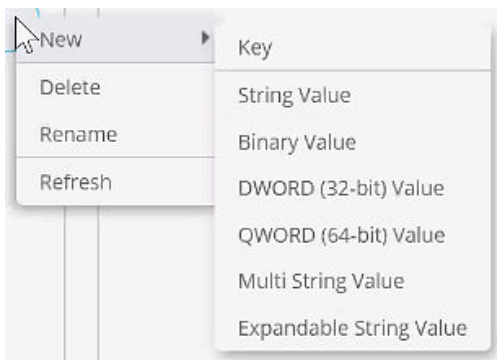 New
Delete
Rename
Refresh
Key
String Value
Binary Value
DWORD (32-bit) Value
QWORD (64-bit) Value
Multi String Value
Expandable String Value